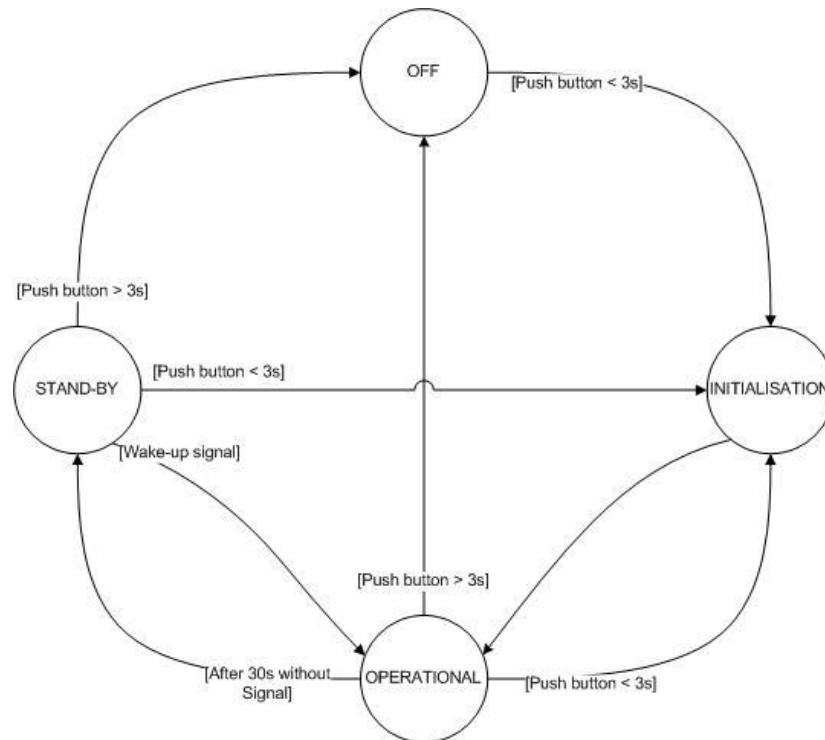 OFF
[Push button < 3s]
[Push button > 3s]
STAND-BY
[Push button < 3s]
INITIALISATION
[Wake-up signal]
[Push button > 3s]
[After 30s without
Signal]
OPERATIONAL
[Push button < 3s]